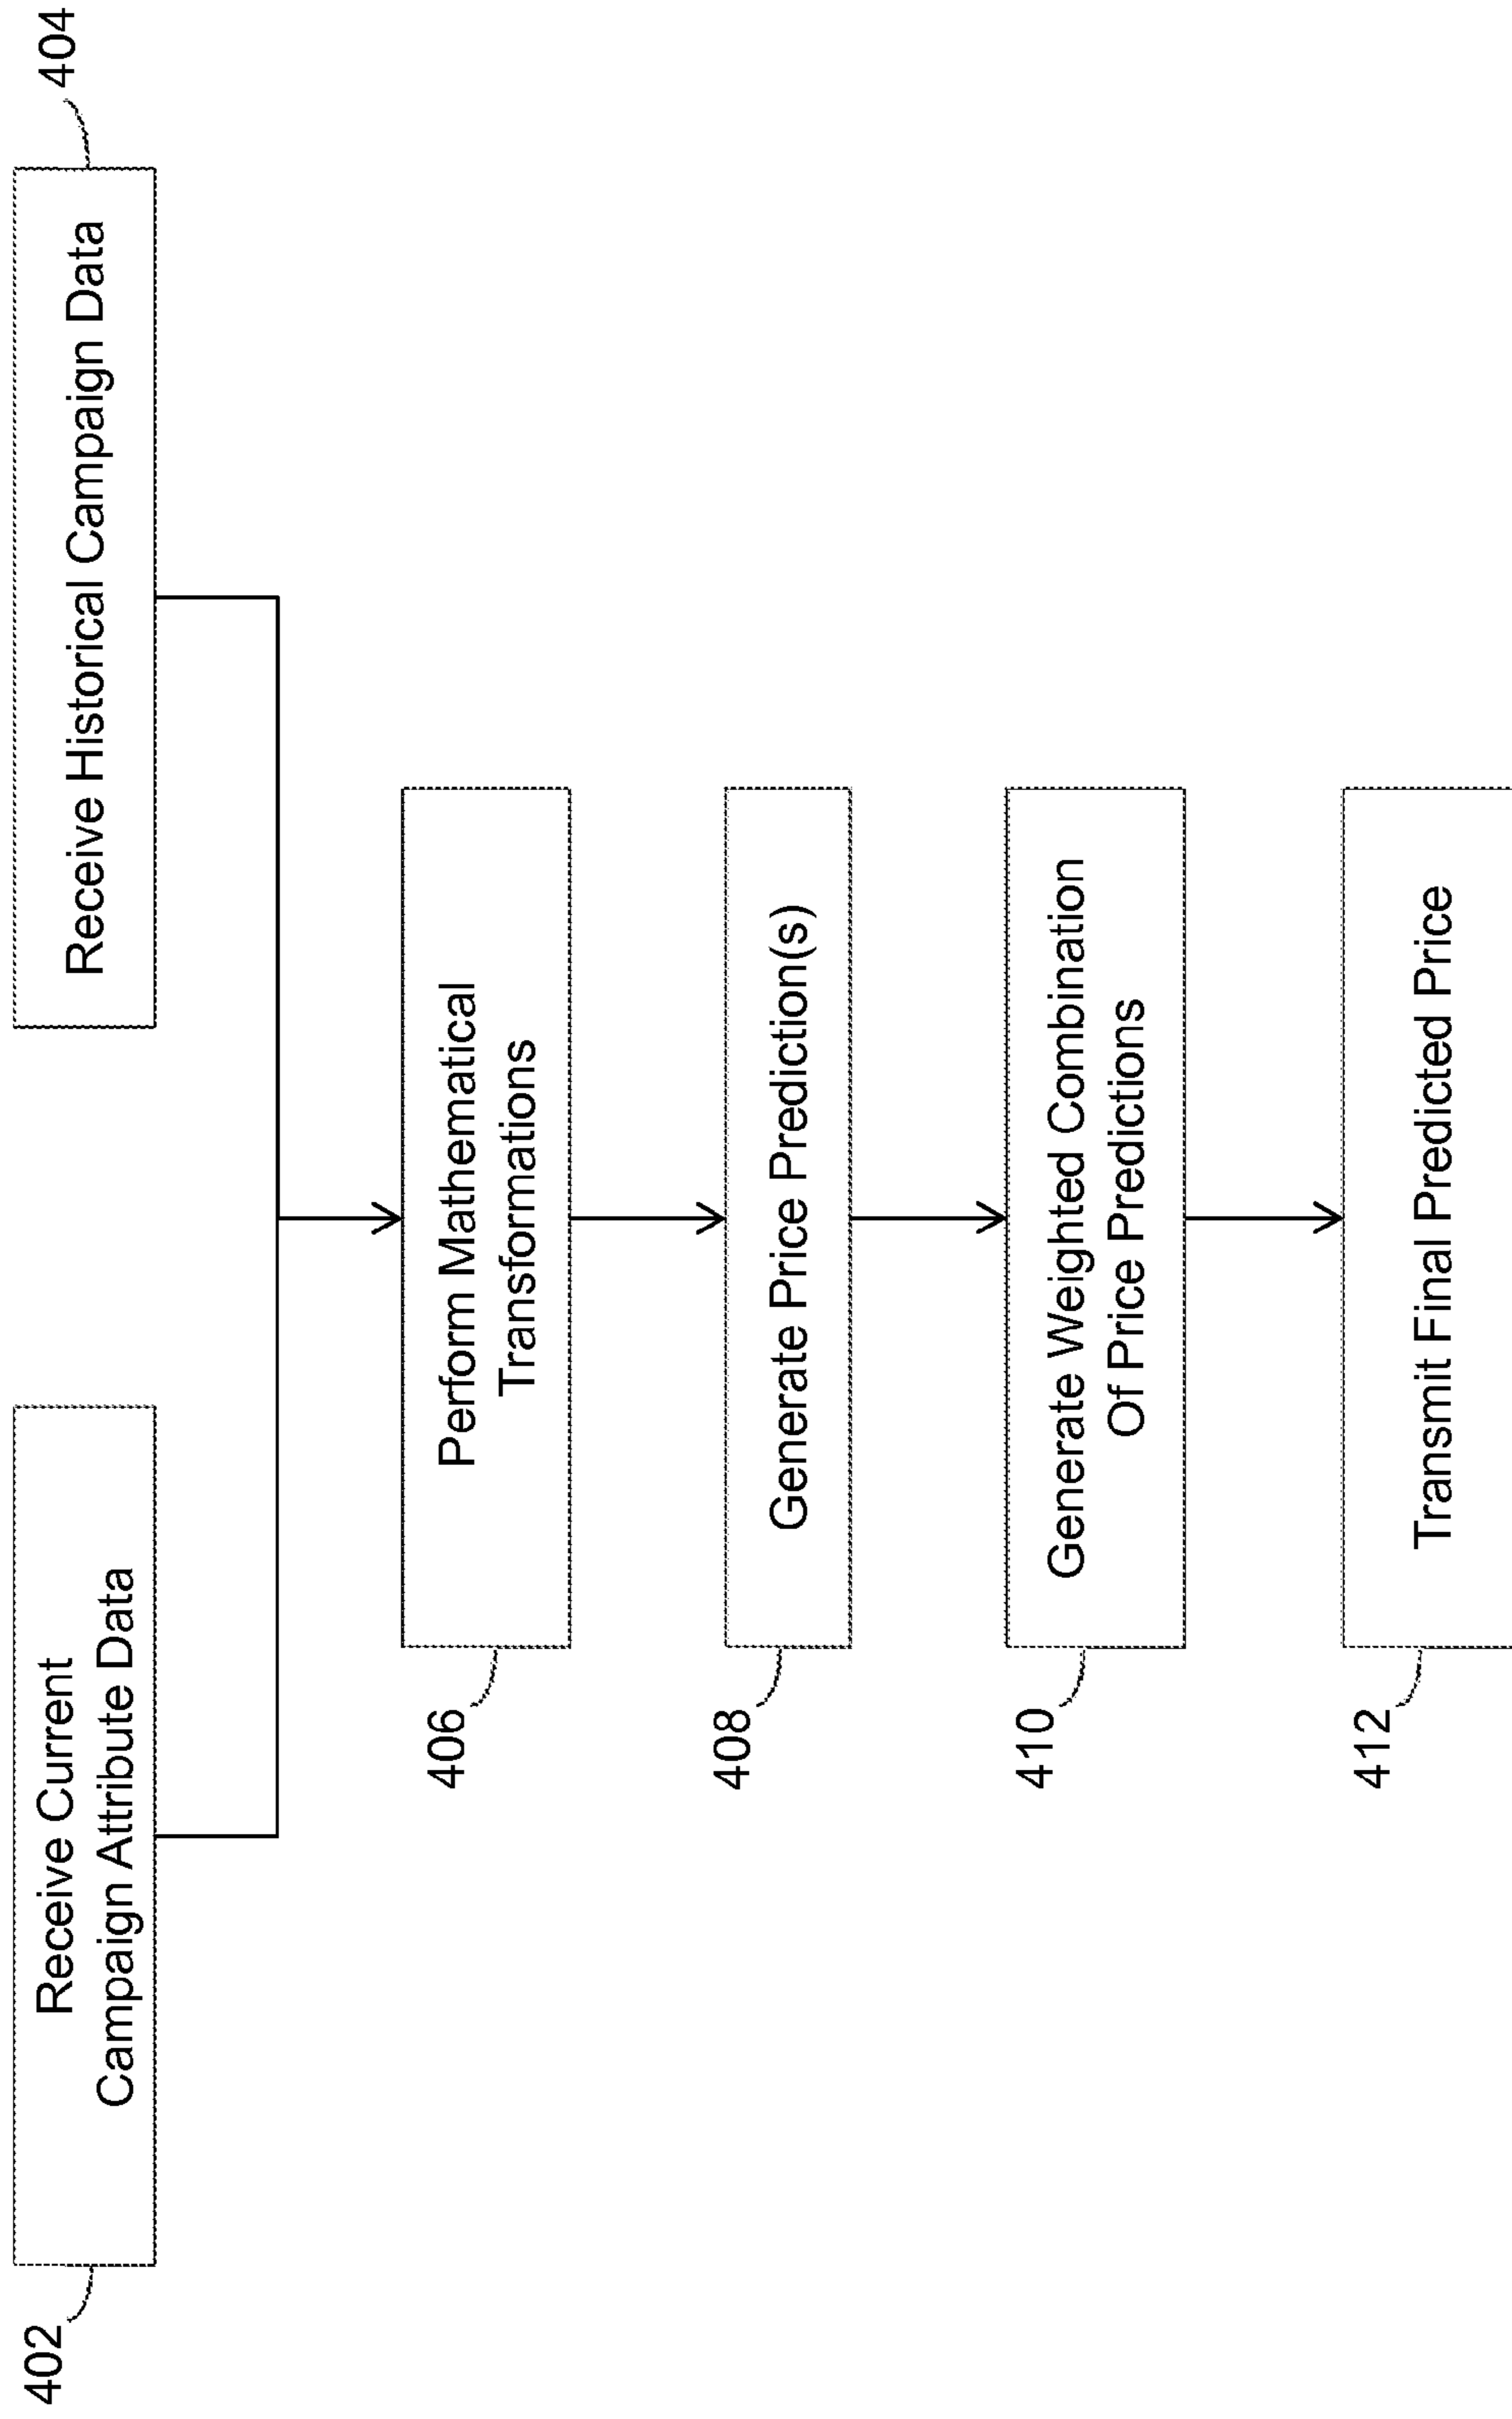 402
Receive Current
Campaign Attribute Data
Receive Historical Campaign Data
404
406
Perform Mathematical
Transformations
408
Generate Price Prediction(s)
410
Generate Weighted Combination
Of Price Predictions
412
Transmit Final Predicted Price